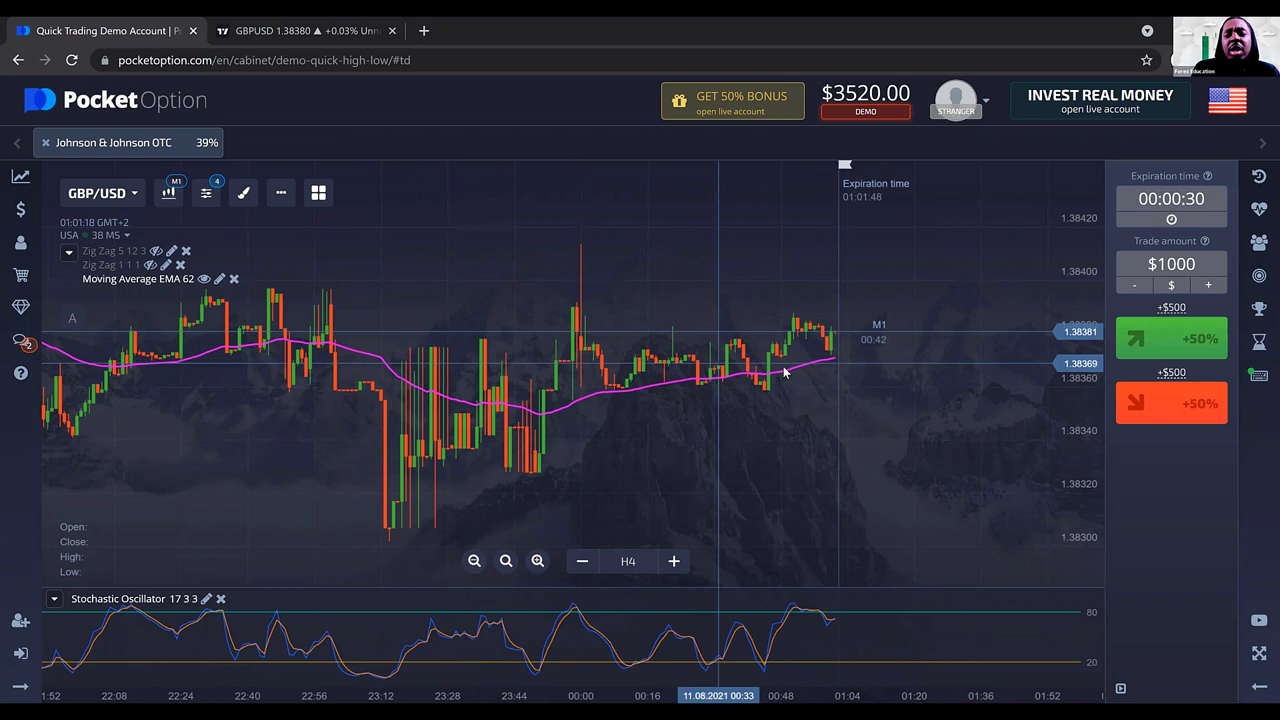 Quick Trading Demo Account | P
GBPUSD 1.38380 ▲ +0.03% Unn
pocketoption.com/en/cabinet/demo-quick-high-low/#td
Forex Education
PocketOption
GET 50% BONUS
open live account
$3520.00
DEMO
STRANGER
INVEST REAL MONEY
open live account
Johnson & Johnson OTC 39%
GBP/USD
M1
4
01:01:18 GMT+2
USA 38 MS
Zig Zag 5 12 3
Zig Zag 1 1 1
Moving Average EMA 62
A
Expiration time
01:01:48
M1
00:42
1.38420
1.38400
1.38381
1.38369
1.38360
1.38340
1.38320
1.38300
Expiration time
00:00:30
Trade amount
$1000
- $ +
+$500
+50%
+$500
+50%
2
Open:
Close:
High:
Low:
H4
Stochastic Oscillator 17 3 3
80
20
1:52 22:08 22:24 22:40 22:56 23:12 23:28 23:44 00:00 00:16 11.08.2021 00:33 00:48 01:04 01:20 01:36 01:52